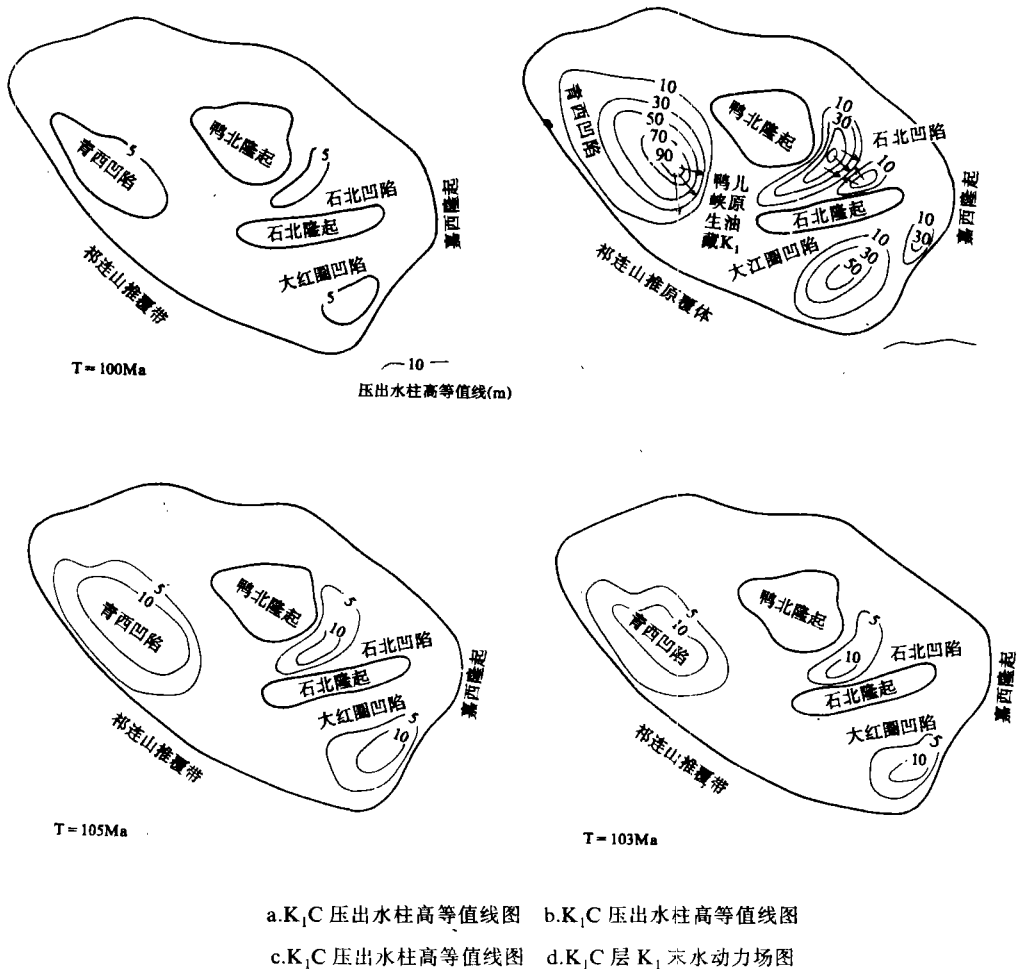 青西凹陷
5
鸭北隆起
5
石北凹陷
石北隆起
大红圈凹陷
5
祁连山推覆带
嘉西隆起
T = 100Ma
10
压出水柱高等值线(m)
青西凹陷
10
30
50
70
90
鸭北隆起
10
30
石北凹陷
10
鸭儿
峡原
生油
藏K₁
石北隆起
大江圈凹陷
10
30
50
10
30
嘉西隆起
祁连山推原覆体
青西凹陷
5
10
鸭北隆起
5
10
石北凹陷
石北隆起
大红圈凹陷
5
10
祁连山推覆带
嘉西隆起
T = 105Ma
青西凹陷
5
10
鸭北隆起
5
10
石北凹陷
石北隆起
大红圈凹陷
5
10
祁连山推覆带
嘉西隆起
T = 103Ma
a.K₁C 压出水柱高等值线图 b.K₁C 压出水柱高等值线图
c.K₁C 压出水柱高等值线图 d.K₁C 层 K₁ 末水动力场图